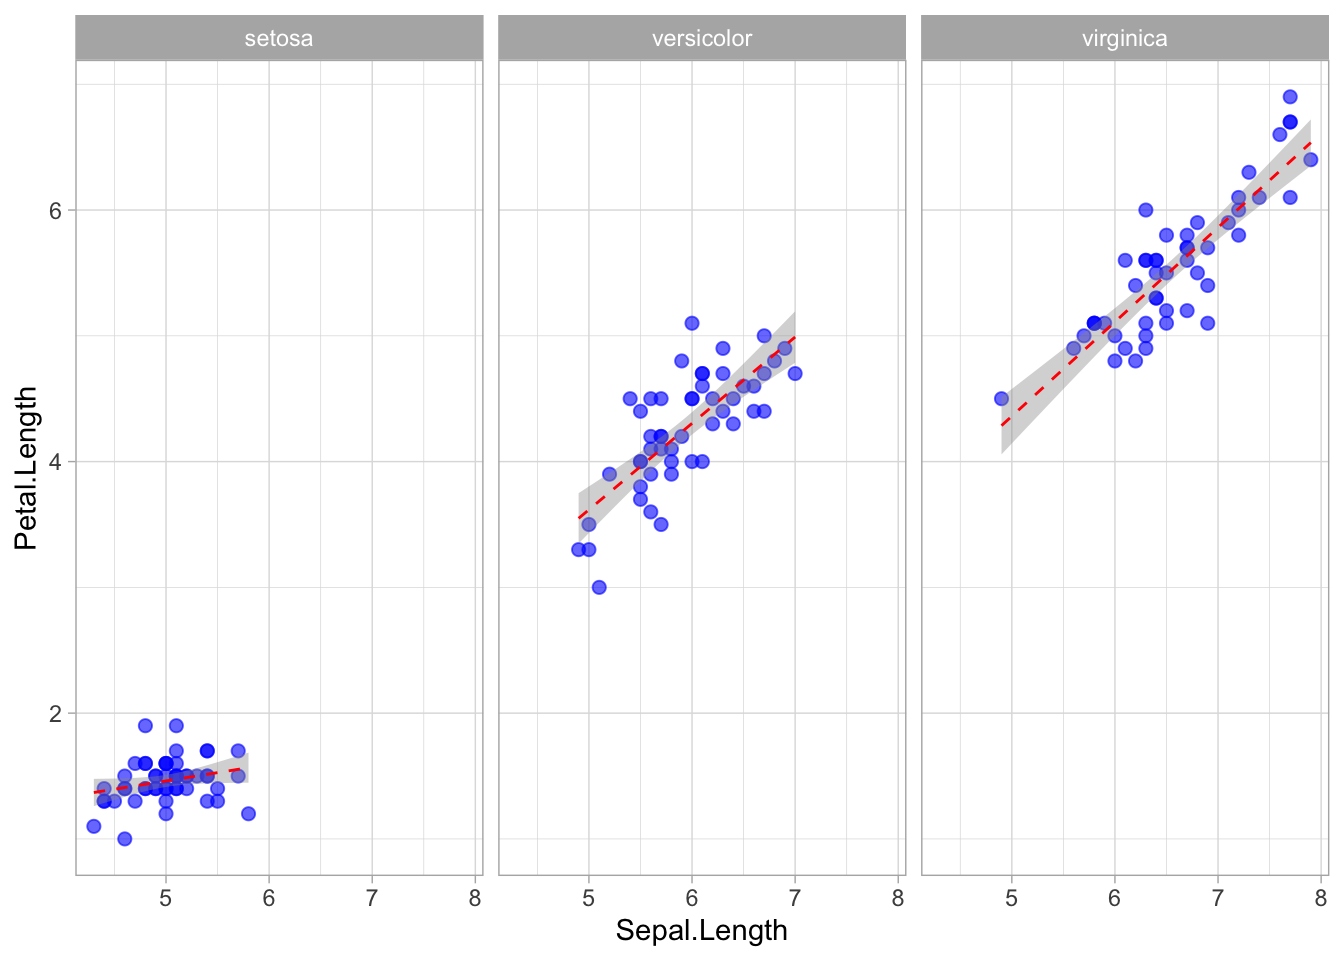 setosa
versicolor
virginica
6
4
2
Petal.Length
5 6 7 8
5 6 7 8
5 6 7 8
Sepal.Length